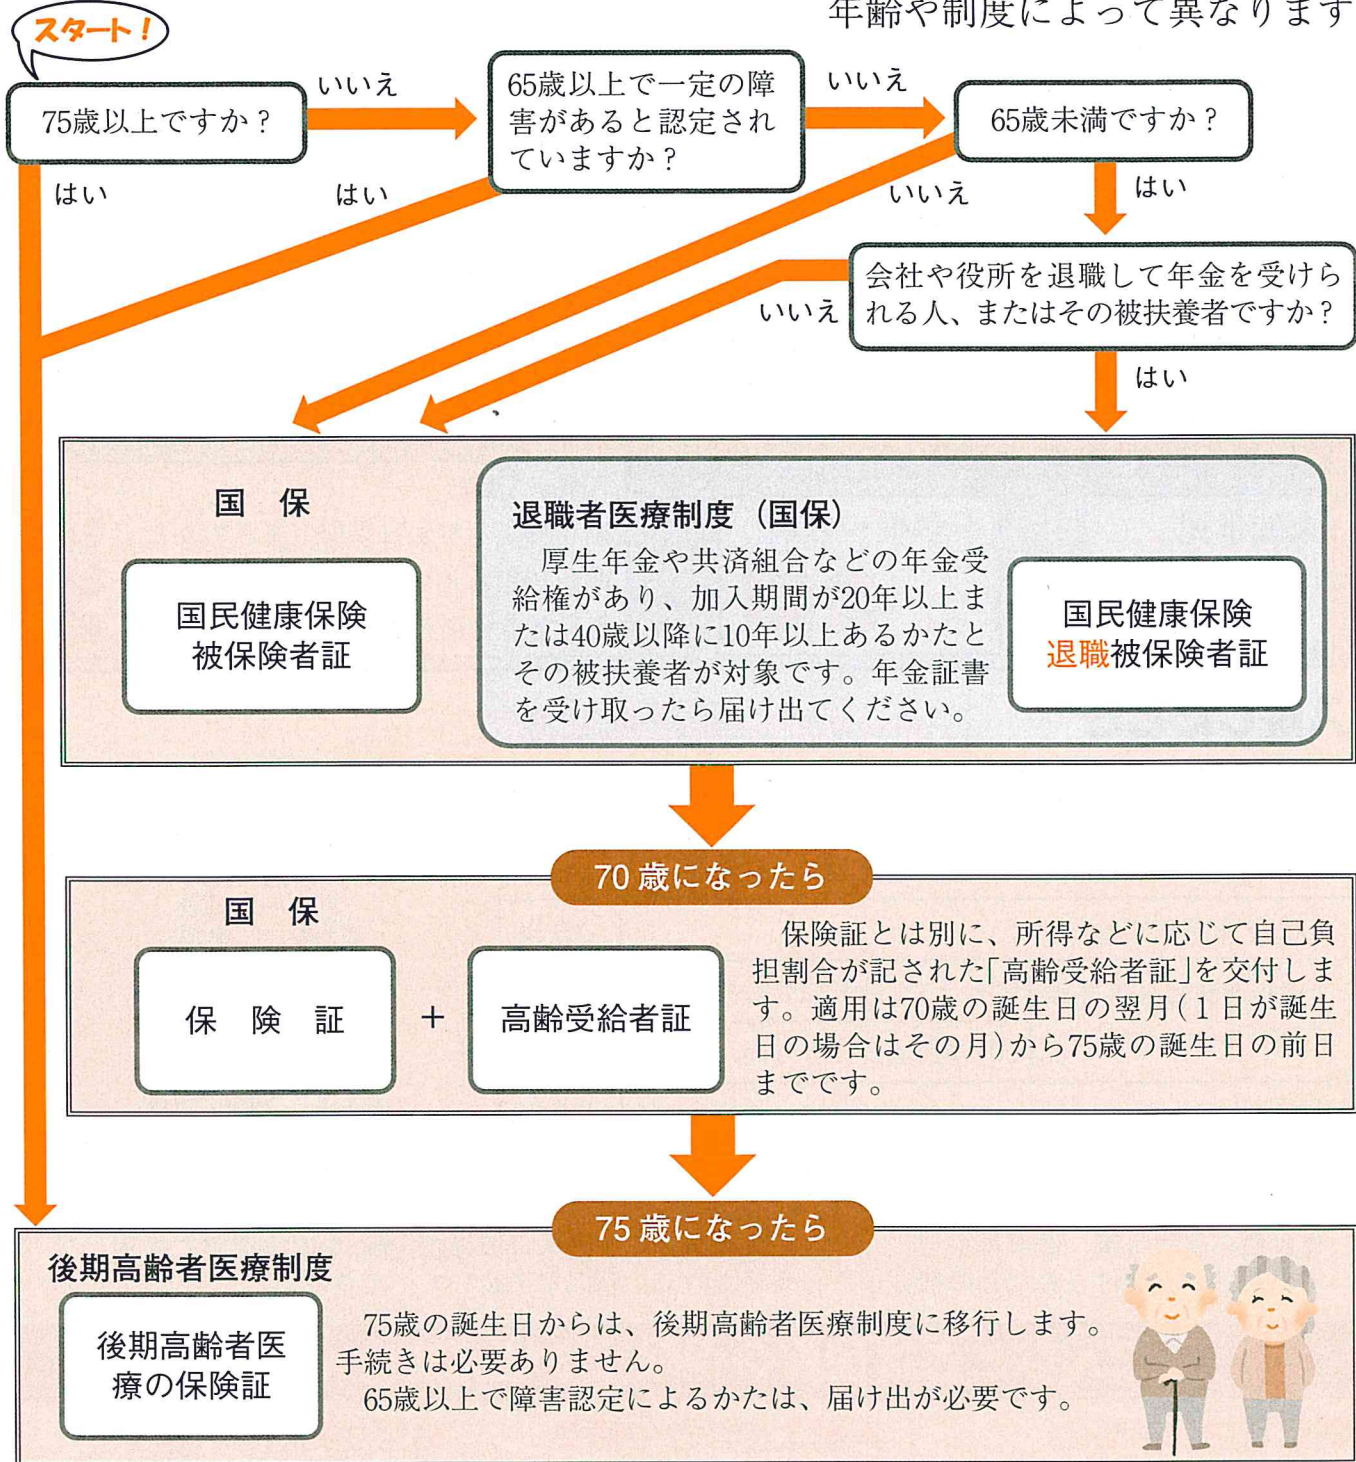 年齢や制度によって異なります
スタート！
75歳以上ですか？
いいえ
はい
65歳以上で一定の障
害があると認定され
ていますか？
いいえ
はい
65歳未満ですか？
いいえ
はい
会社や役所を退職して年金を受けら
れる人、またはその被扶養者ですか？
いいえ
はい
国　保
国民健康保険
被保険者証
退職者医療制度（国保）
厚生年金や共済組合などの年金受
給権があり、加入期間が20年以上ま
たは40歳以降に10年以上あるかたと
その被扶養者が対象です。年金証書
を受け取ったら届け出てください。
国民健康保険
退職被保険者証
70歳になったら
国　保
保　険　証
＋
高齢受給者証
保険証とは別に、所得などに応じて自己負
担割合が記された「高齢受給者証」を交付しま
す。適用は70歳の誕生日の翌月（１日が誕生
日の場合はその月）から75歳の誕生日の前日
までです。
75歳になったら
後期高齢者医療制度
後期高齢者医
療の保険証
75歳の誕生日からは、後期高齢者医療制度に移行します。
手続きは必要ありません。
65歳以上で障害認定によるかたは、届け出が必要です。